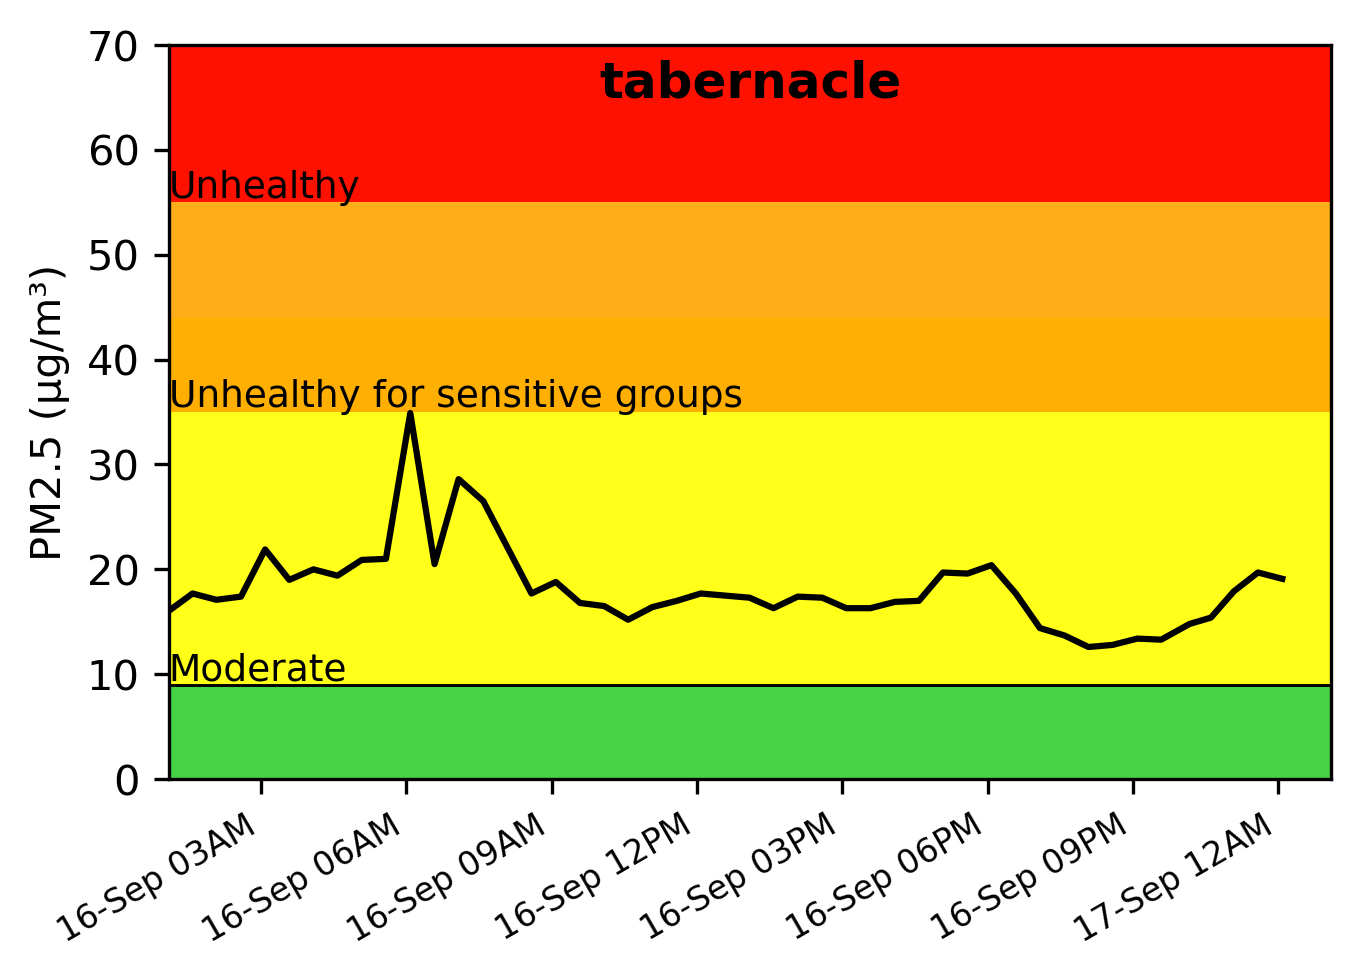 tabernacle
PM2.5 (µg/m³)
70
60
50
40
30
20
10
0
Unhealthy
Unhealthy for sensitive groups
Moderate
16-Sep 03AM
16-Sep 06AM
16-Sep 09AM
16-Sep 12PM
16-Sep 03PM
16-Sep 06PM
16-Sep 09PM
17-Sep 12AM